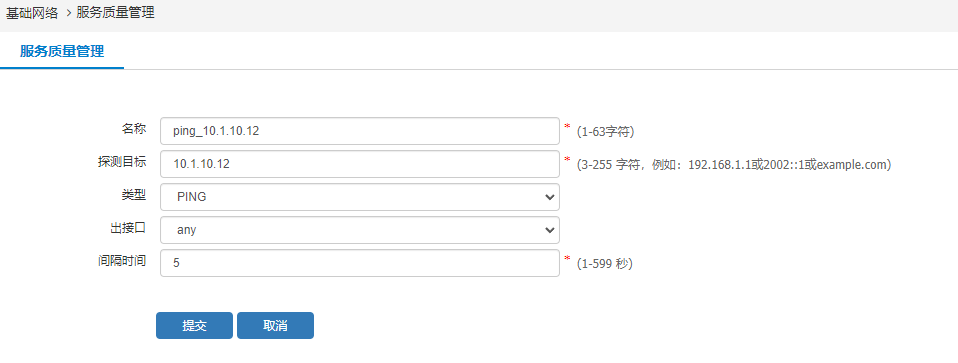 基础网络 > 服务质量管理
服务质量管理
名称 ping_10.1.10.12 * (1-63字符)
探测目标 10.1.10.12 * (3-255 字符，例如：192.168.1.1或2002::1或example.com)
类型 PING
出接口 any
间隔时间 5 * (1-599 秒)
提交 取消